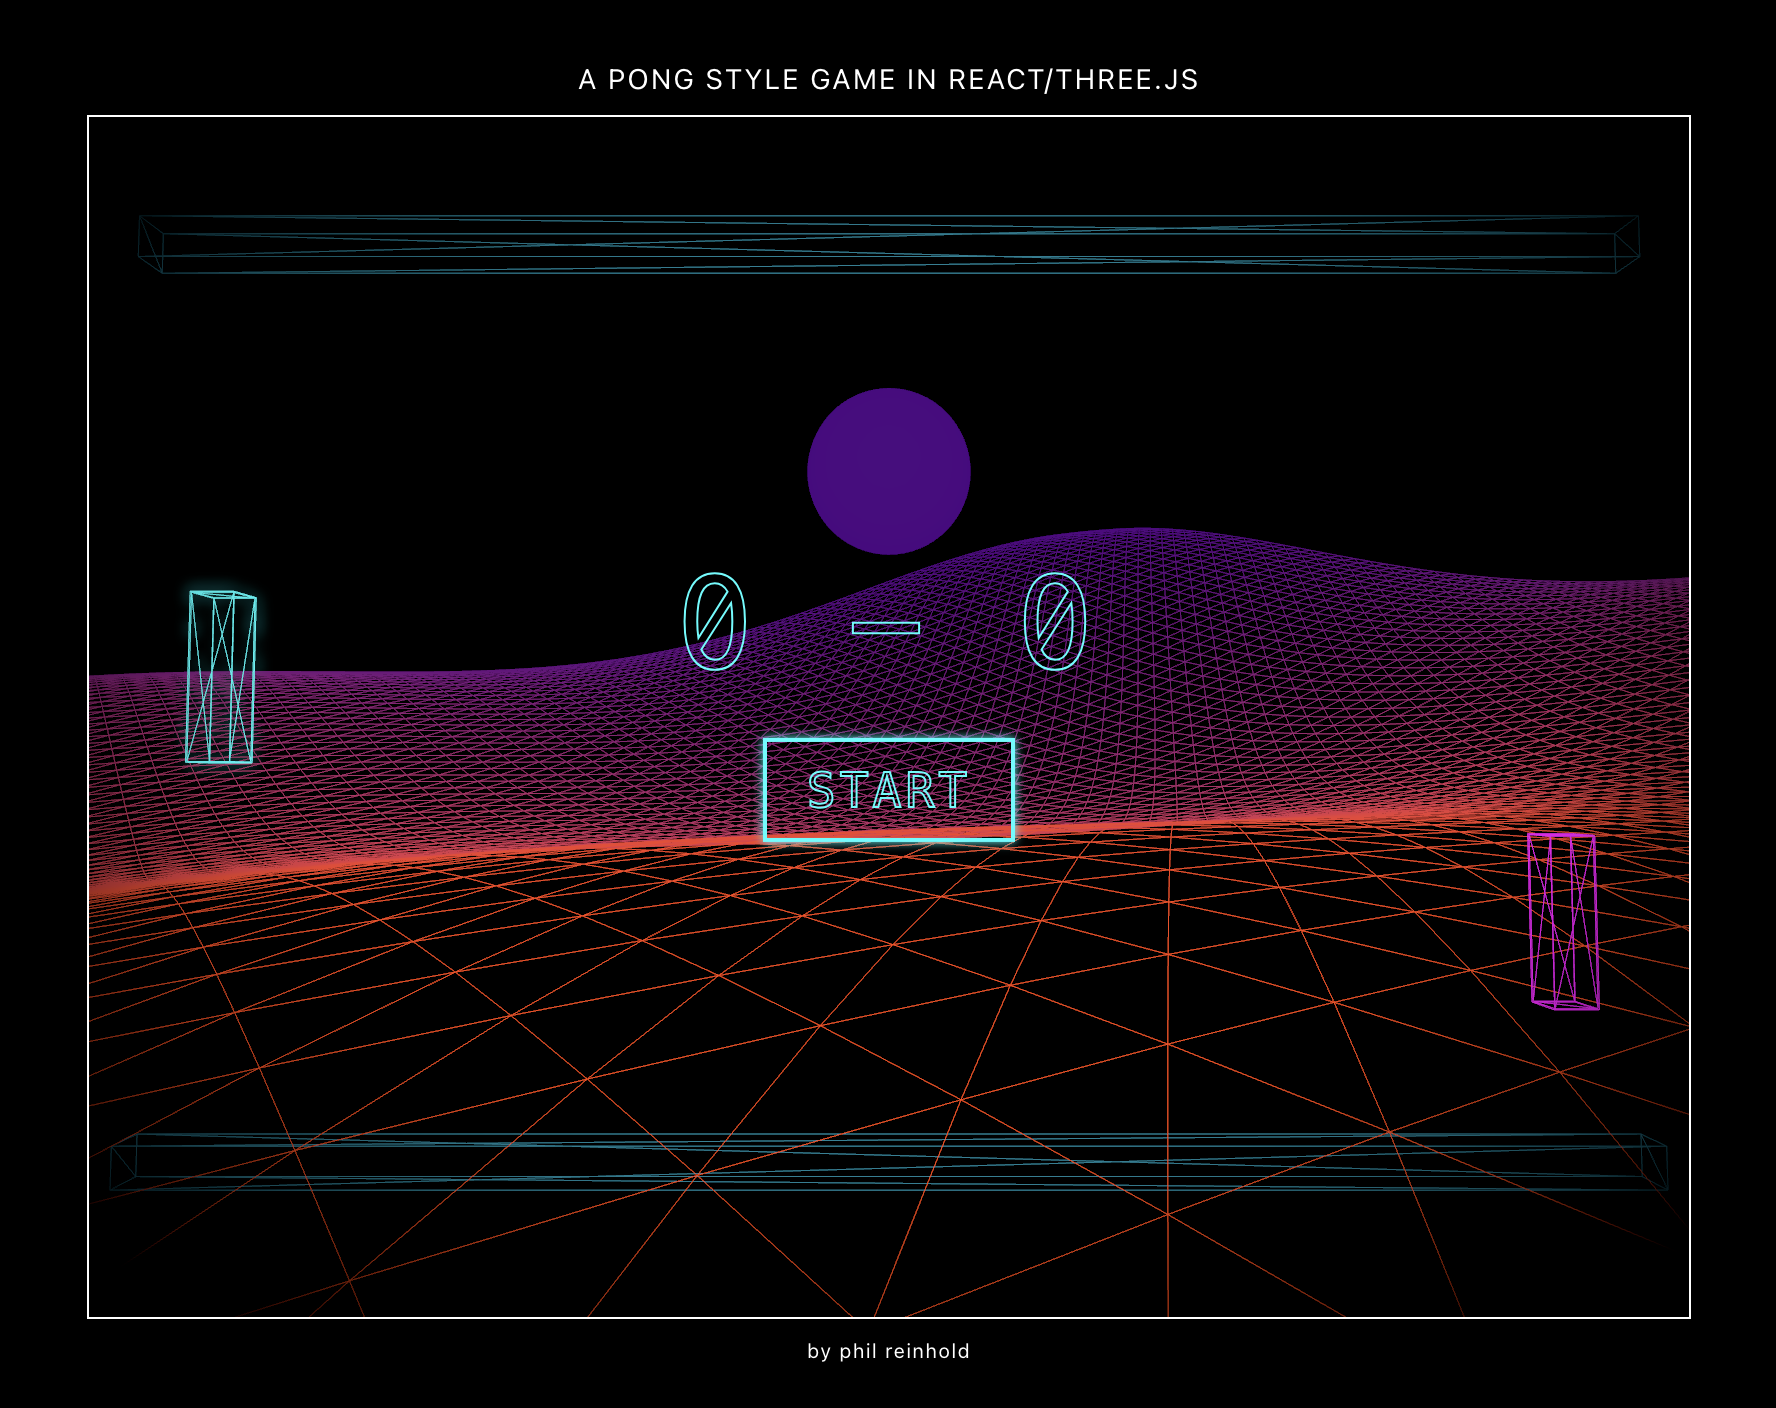 A PONG STYLE GAME IN REACT/THREE.JS
0 – 0
START
by phil reinhold